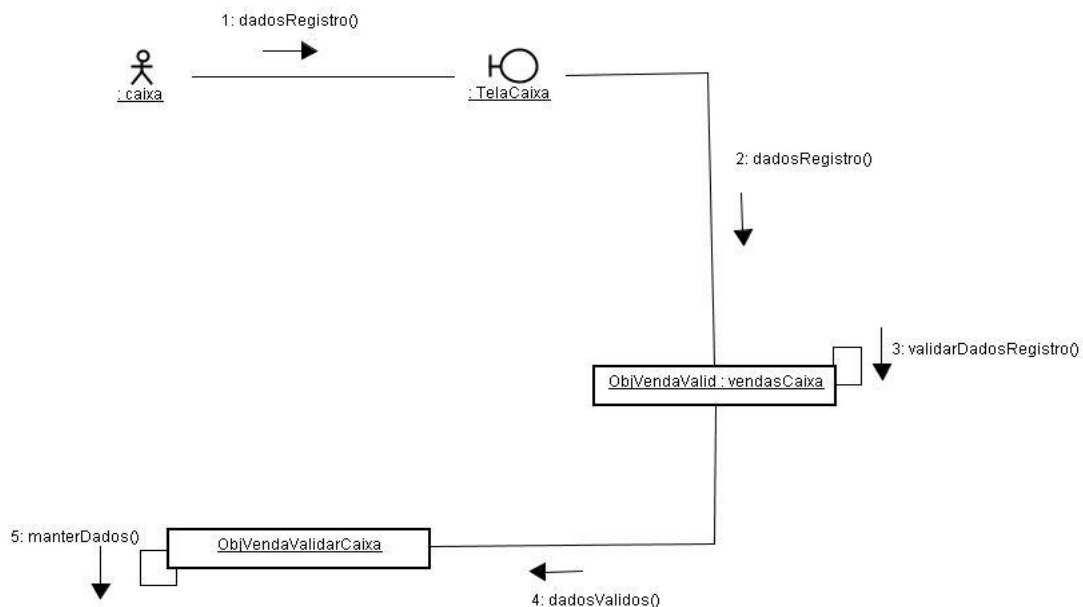 1: dadosRegistro()
: caixa
: TelaCaixa
2: dadosRegistro()
3: validarDadosRegistro()
ObjVendaValid : vendasCaixa
5: manterDados()
ObjVendaValidarCaixa
4: dadosValidos()